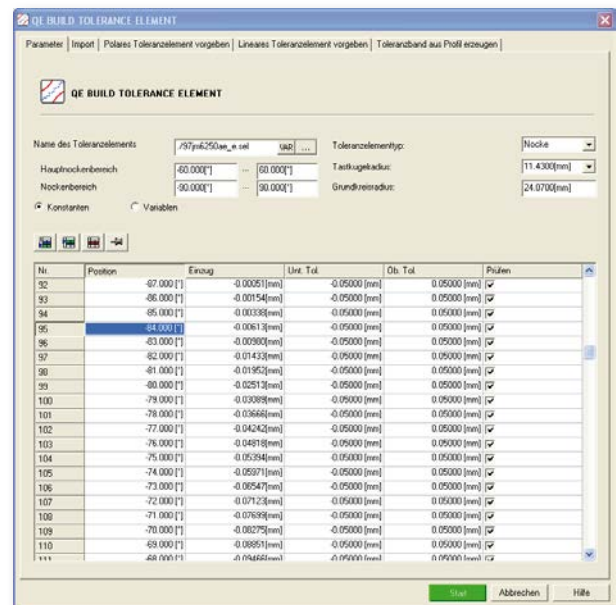 QE BUILD TOLERANCE ELEMENT
Parameter Import Polares Toleranzelement vorgeben Lineares Toleranzelement vorgeben Toleranzband aus Profil erzeugen
QE BUILD TOLERANCE ELEMENT
Name des Toleranzelements ./97jm6250ae_e.sel VAR ... Toleranzelementtyp: Nocke
Hauptnockenbereich -60.000[°] ... 60.000[°] Tastkugelradius: 11.4300[mm]
Nockenbereich -90.000[°] ... 90.000[°] Grundkreisradius: 24.0700[mm]
Konstanten Variablen
Nr. Position Einzug Unt. Tol. Ob. Tol. Prüfen
92 -87.000 [°] -0.00051[mm] -0.05000 [mm] 0.05000 [mm]
93 -86.000 [°] -0.00154[mm] -0.05000 [mm] 0.05000 [mm]
94 -85.000 [°] -0.00338[mm] -0.05000 [mm] 0.05000 [mm]
95 -84.000 [°] -0.00613[mm] -0.05000 [mm] 0.05000 [mm]
96 -83.000 [°] -0.00980[mm] -0.05000 [mm] 0.05000 [mm]
97 -82.000 [°] -0.01433[mm] -0.05000 [mm] 0.05000 [mm]
98 -81.000 [°] -0.01952[mm] -0.05000 [mm] 0.05000 [mm]
99 -80.000 [°] -0.02513[mm] -0.05000 [mm] 0.05000 [mm]
100 -79.000 [°] -0.03089[mm] -0.05000 [mm] 0.05000 [mm]
101 -78.000 [°] -0.03666[mm] -0.05000 [mm] 0.05000 [mm]
102 -77.000 [°] -0.04242[mm] -0.05000 [mm] 0.05000 [mm]
103 -76.000 [°] -0.04818[mm] -0.05000 [mm] 0.05000 [mm]
104 -75.000 [°] -0.05394[mm] -0.05000 [mm] 0.05000 [mm]
105 -74.000 [°] -0.05971[mm] -0.05000 [mm] 0.05000 [mm]
106 -73.000 [°] -0.06547[mm] -0.05000 [mm] 0.05000 [mm]
107 -72.000 [°] -0.07123[mm] -0.05000 [mm] 0.05000 [mm]
108 -71.000 [°] -0.07699[mm] -0.05000 [mm] 0.05000 [mm]
109 -70.000 [°] -0.08275[mm] -0.05000 [mm] 0.05000 [mm]
110 -69.000 [°] -0.08851[mm] -0.05000 [mm] 0.05000 [mm]
111 -68.000 [°] -0.09466[mm] -0.05000 [mm] 0.05000 [mm]
Start Abbrechen Hilfe